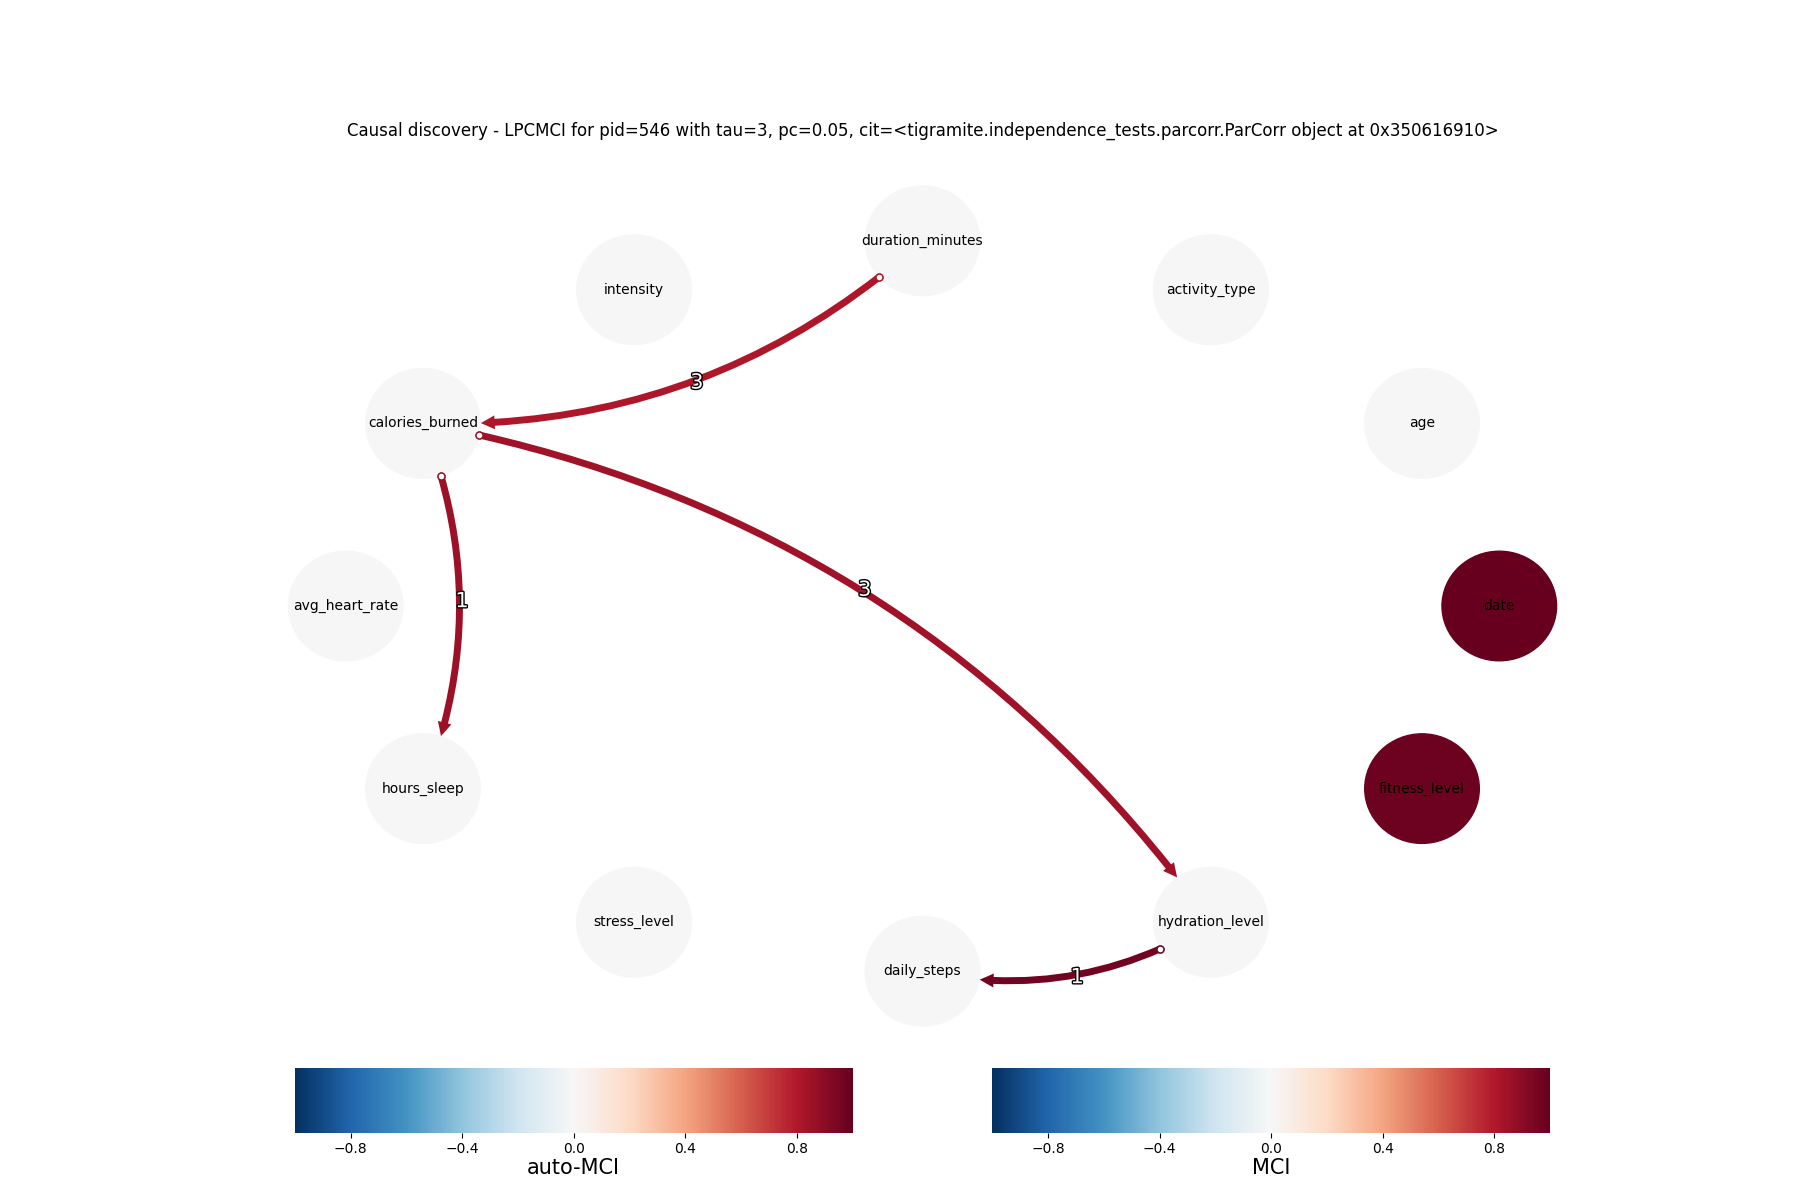 Causal discovery - LPCMCI for pid=546 with tau=3, pc=0.05, cit=<tigramite.independence_tests.parcorr.ParCorr object at 0x350616910>
duration_minutes
intensity
activity_type
3
calories_burned
age
3
1
avg_heart_rate
date
hours_sleep
fitness_level
stress_level
hydration_level
daily_steps
1
−0.8 −0.4 0.0 0.4 0.8
auto-MCI
−0.8 −0.4 0.0 0.4 0.8
MCI